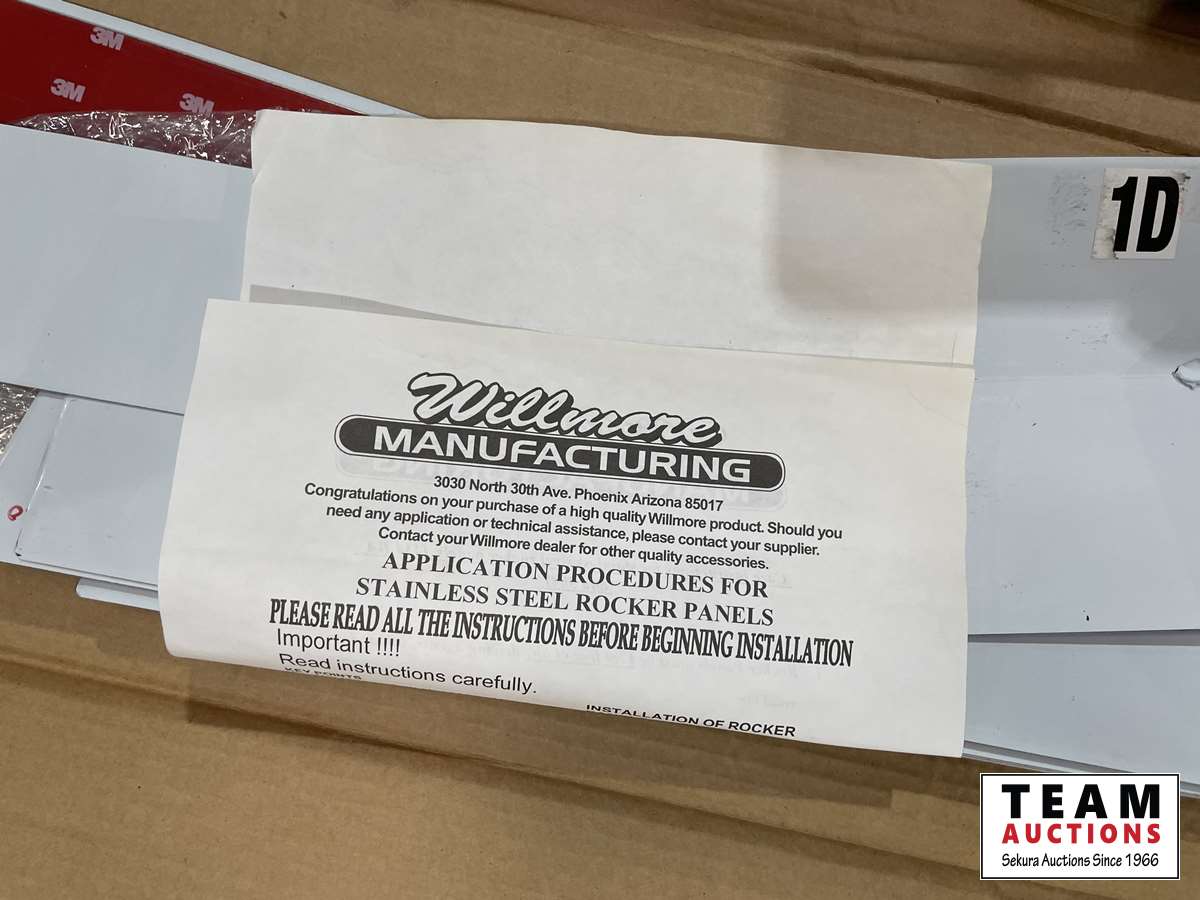 3M
3M
3M
1D
Willmore
MANUFACTURING
3030 North 30th Ave. Phoenix Arizona 85017
Congratulations on your purchase of a high quality Willmore product. Should you
need any application or technical assistance, please contact your supplier.
Contact your Willmore dealer for other quality accessories.
APPLICATION PROCEDURES FOR
STAINLESS STEEL ROCKER PANELS
PLEASE READ ALL THE INSTRUCTIONS BEFORE BEGINNING INSTALLATION
Important !!!!
Read instructions carefully.
KEY POINTS
INSTALLATION OF ROCKER
TEAM
AUCTIONS
Sekura Auctions Since 1966